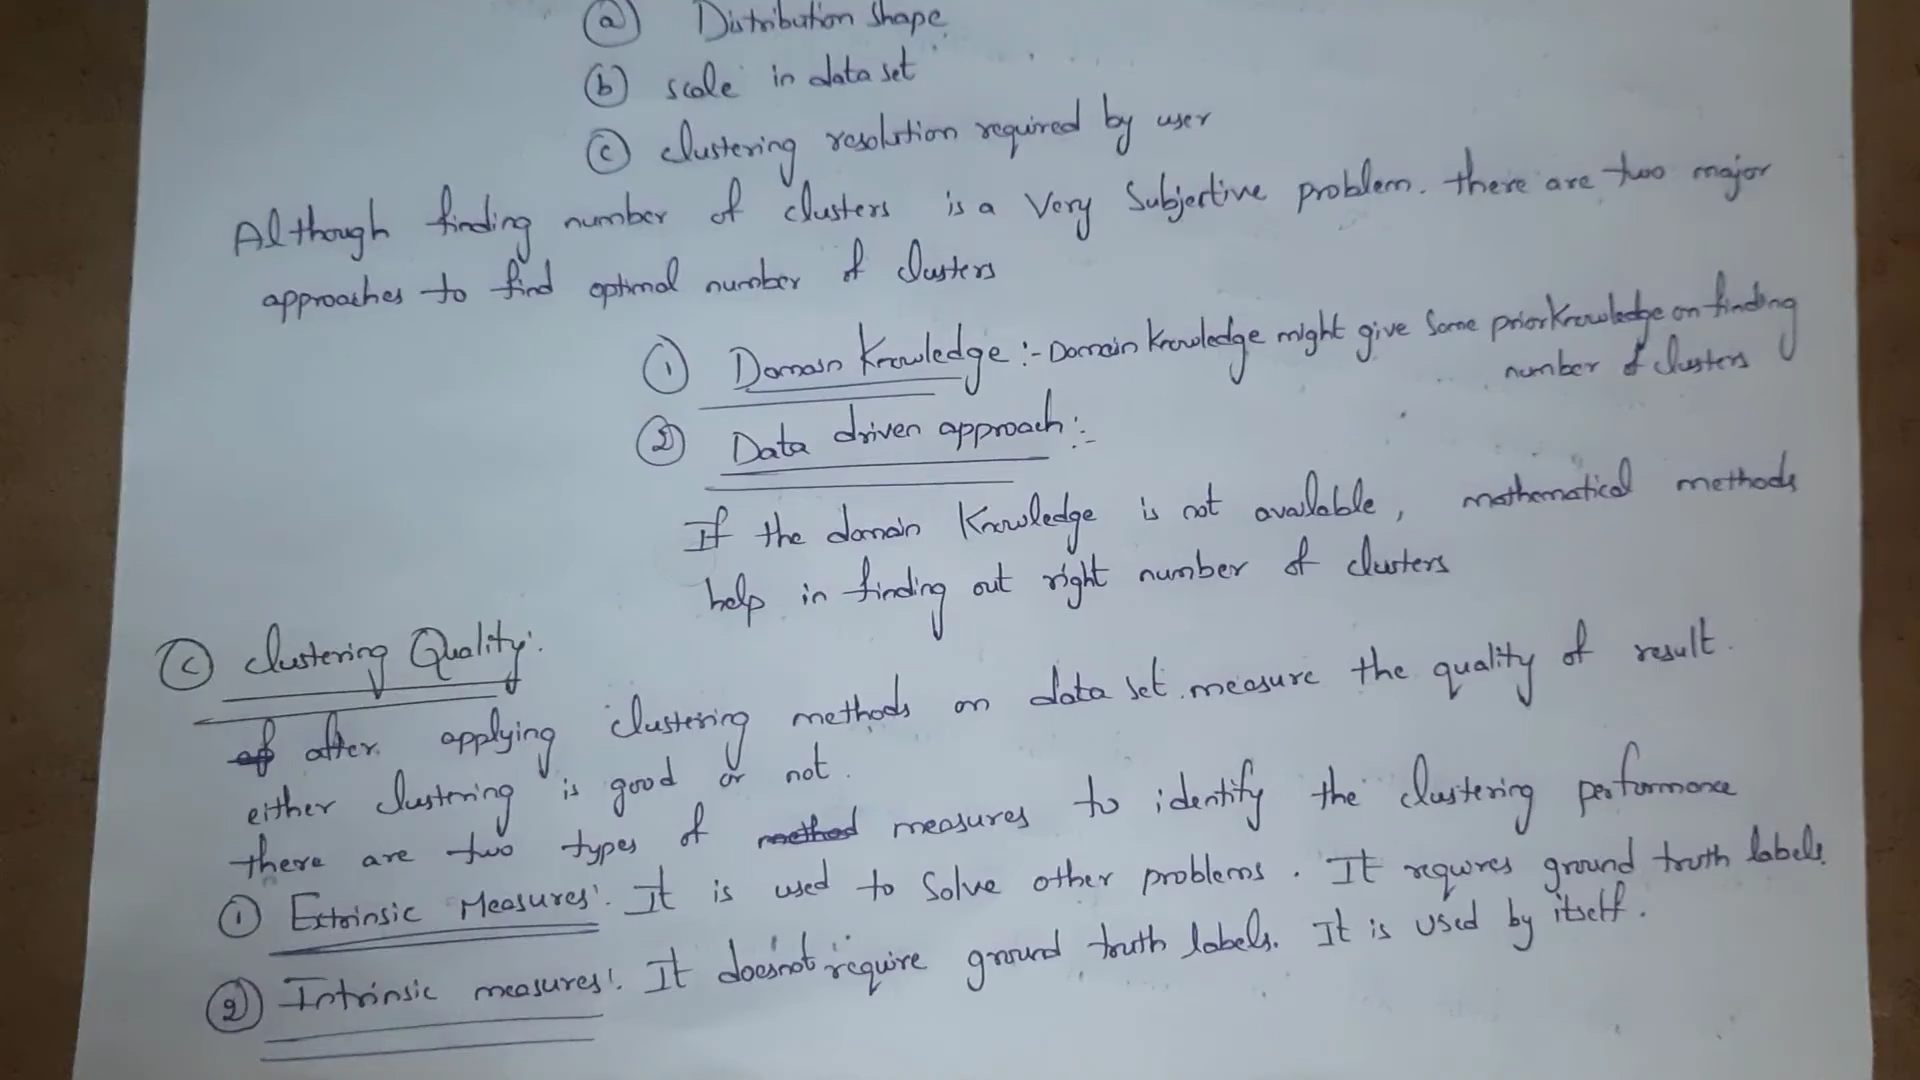 (a) Distribution shape
(b) scale in data set
(c) clustering resolution required by user
Although finding number of clusters is a Very Subjective problem. there are two major
approaches to find optimal number of clusters
(1) Domain Knowledge :- Domain Knowledge might give Some prior Knowledge on finding
number of clusters
(2) Data driven approach :-
If the domain Knowledge is not available, mathematical methods
help in finding out right number of clusters
(C) Clustering Quality:
after applying clustering methods on data set. measure the quality of result.
either clustering is good or not.
there are two types of method measures to identify the clustering performance
(1) Extrinsic Measures: It is used to Solve other problems. It requires ground truth labels.
(2) Intrinsic measures: It doesnot require ground truth labels. It is used by itself.